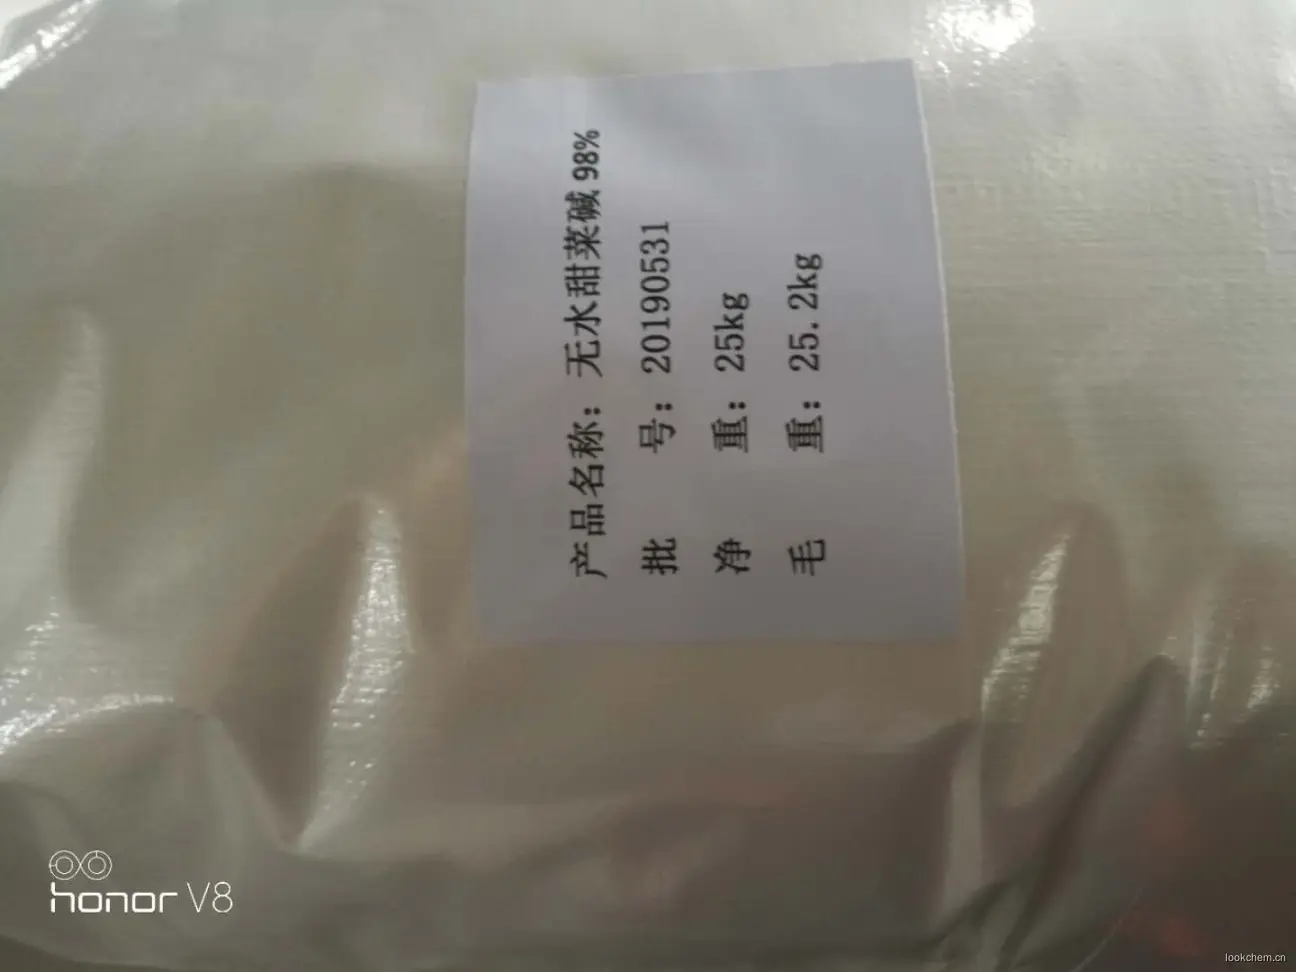 产品名称：无水甜菜碱 98%
批 号：20190531
净 重：25kg
毛 重：25.2kg
honor V8
lookchem.cn